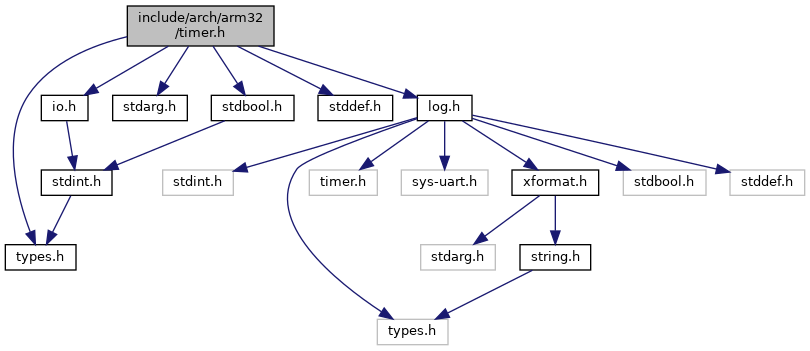 include/arch/arm32
/timer.h
io.h
stdarg.h
stdbool.h
stddef.h
log.h
stdint.h
stdint.h
timer.h
sys-uart.h
xformat.h
stdbool.h
stddef.h
types.h
stdarg.h
string.h
types.h